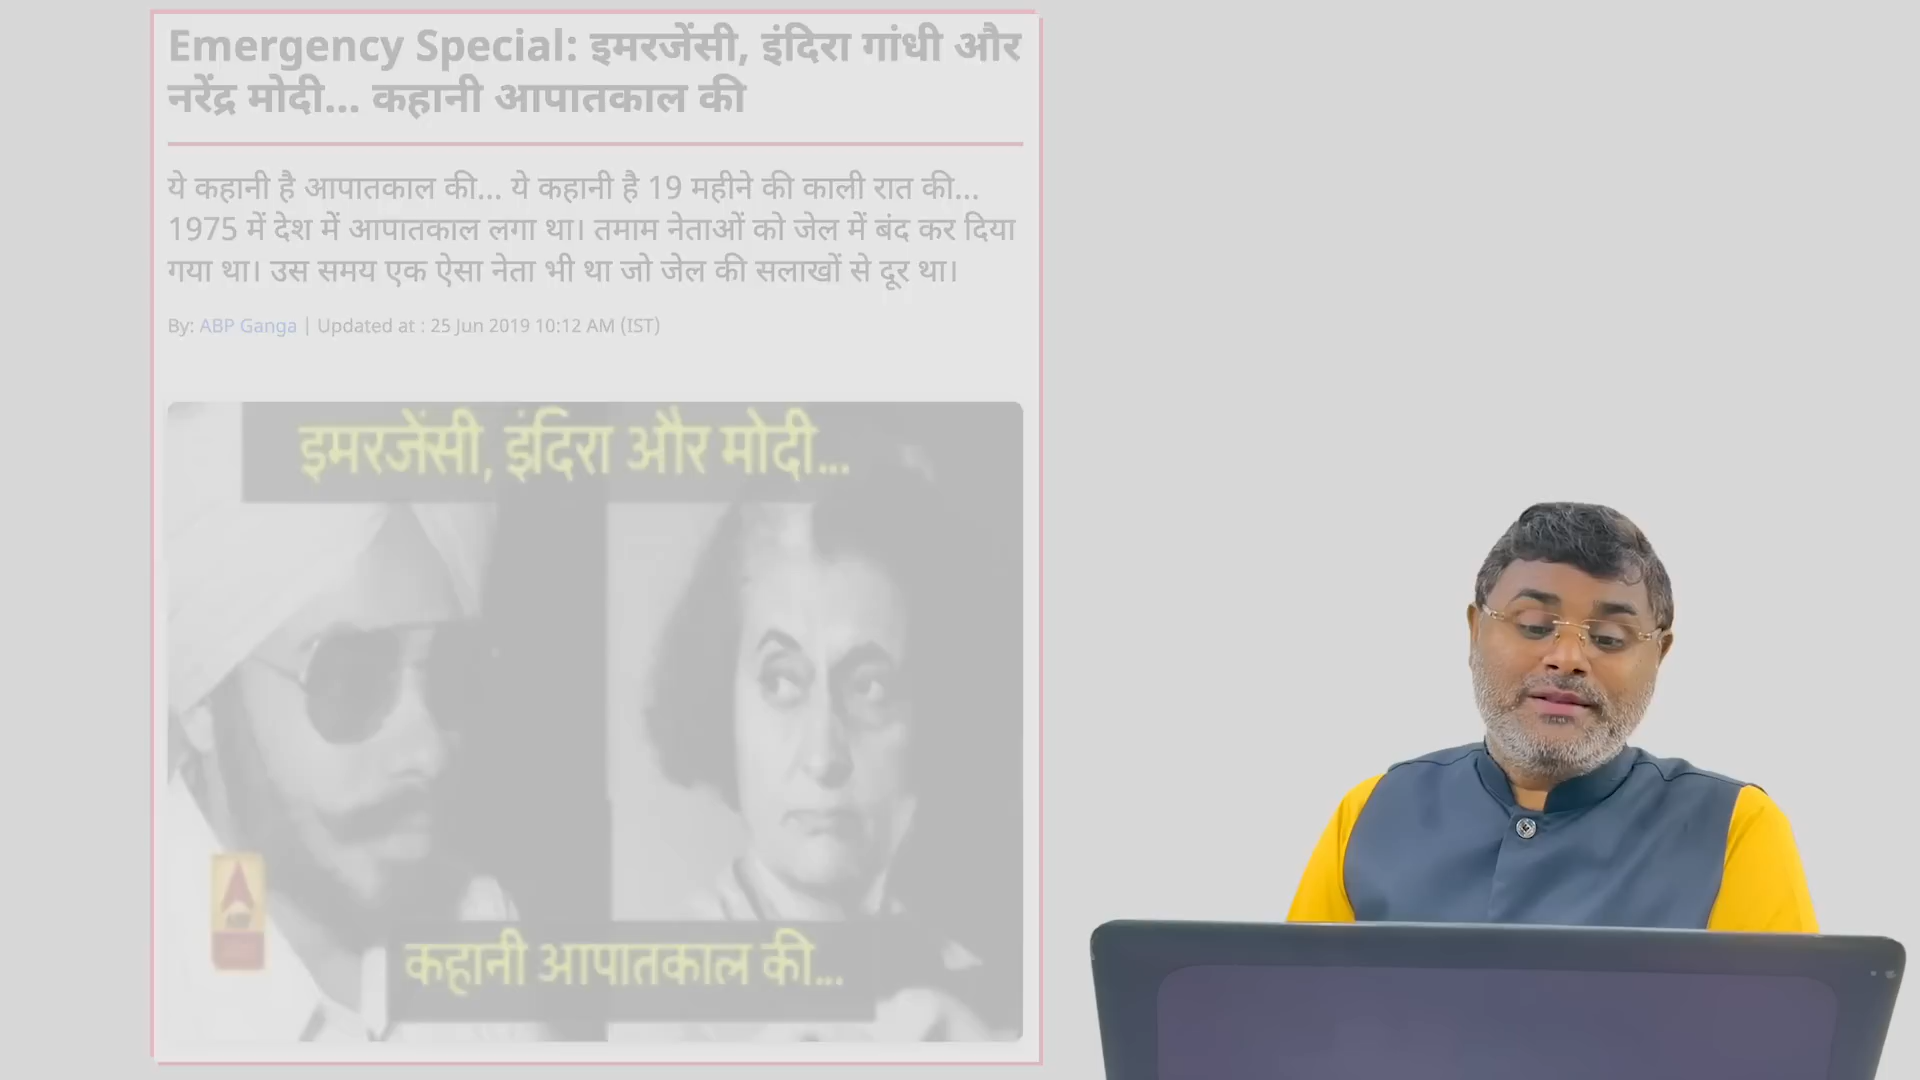 Emergency Special: इमरजेंसी, इंदिरा गांधी और
नरेंद्र मोदी... कहानी आपातकाल की
ये कहानी है आपातकाल की... ये कहानी है 19 महीने की काली रात की...
1975 में देश में आपातकाल लगा था। तमाम नेताओं को जेल में बंद कर दिया
गया था। उस समय एक ऐसा नेता भी था जो जेल की सलाखों से दूर था।
By: ABP Ganga | Updated at : 25 Jun 2019 10:12 AM (IST)
इमरजेंसी, इंदिरा और मोदी...
कहानी आपातकाल की...